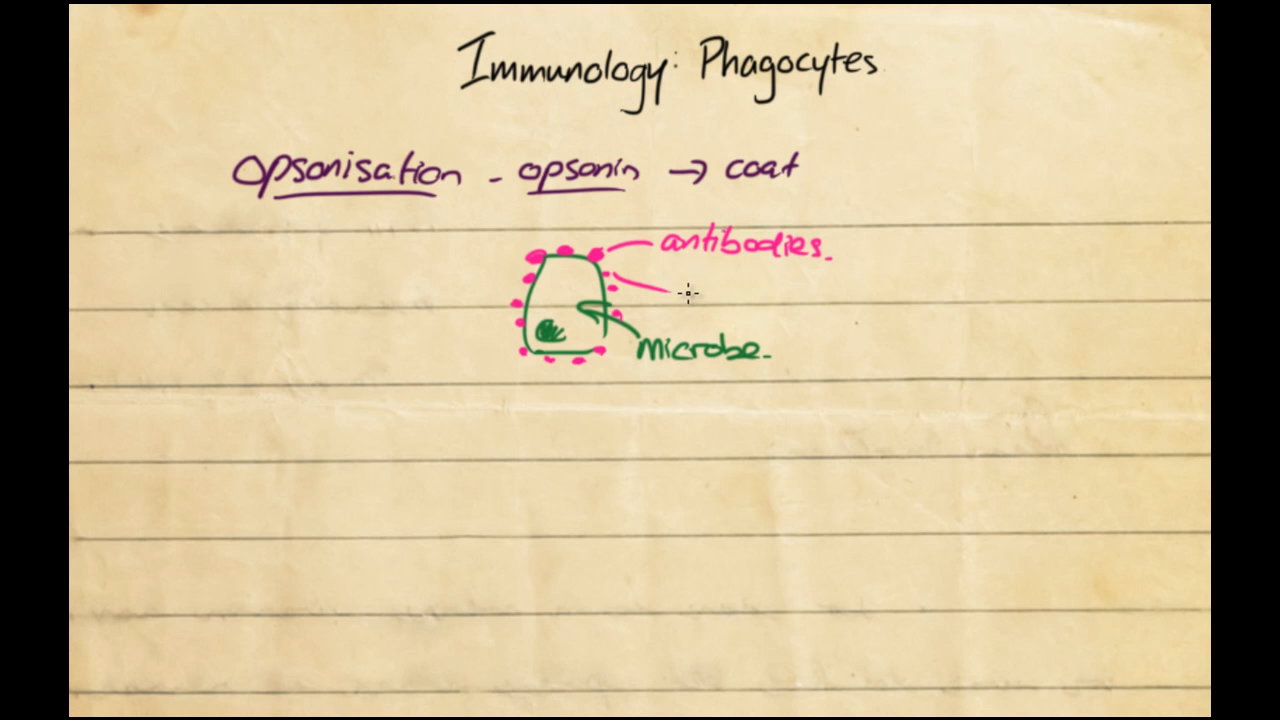 Immunology: Phagocytes
Opsonisation - opsonin → coat
antibodies.
microbe.